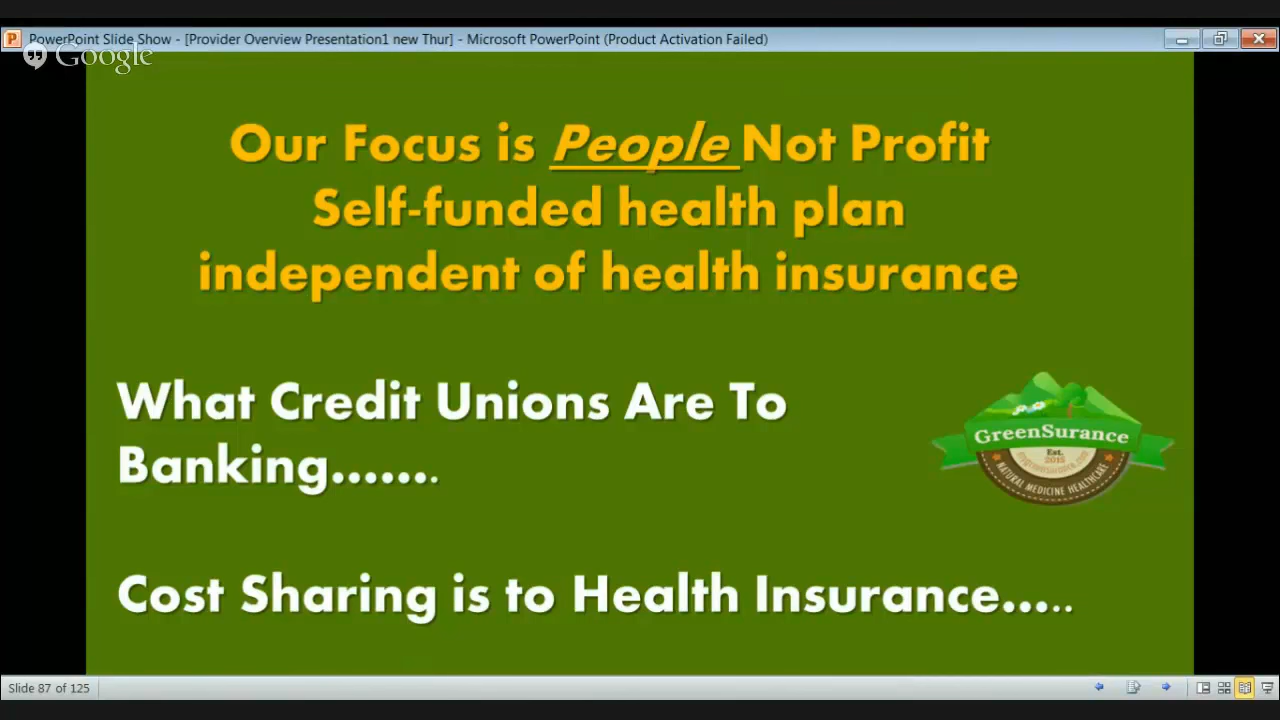 PowerPoint Slide Show - [Provider Overview Presentation1 new Thur] - Microsoft PowerPoint (Product Activation Failed)
Google
Our Focus is People Not Profit
Self-funded health plan
independent of health insurance
What Credit Unions Are To
Banking.......
GreenSurance
Est.
2012
NATURAL MEDICINE HEALTHCARE
Cost Sharing is to Health Insurance.....
Slide 87 of 125